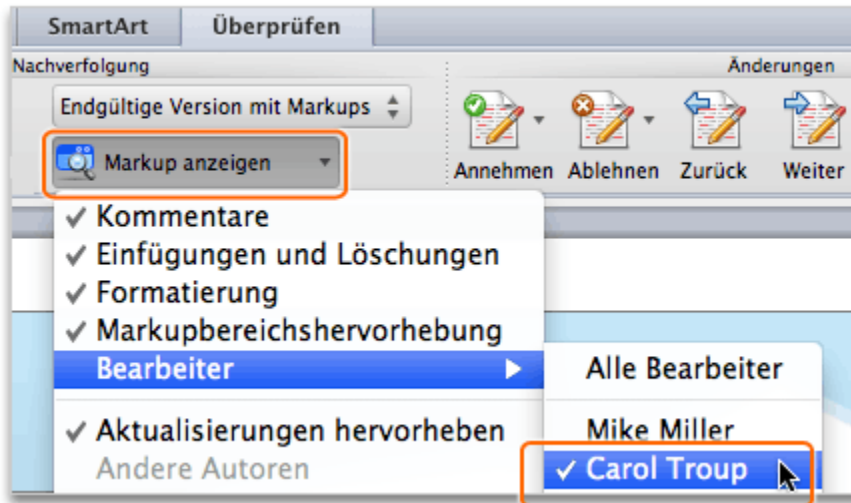 SmartArt Überprüfen
Nachverfolgung Änderungen
Endgültige Version mit Markups
Markup anzeigen
Annehmen Ablehnen Zurück Weiter
Kommentare
Einfügungen und Löschungen
Formatierung
Markupbereichshervorhebung
Bearbeiter
Alle Bearbeiter
Aktualisierungen hervorheben
Mike Miller
Andere Autoren
Carol Troup